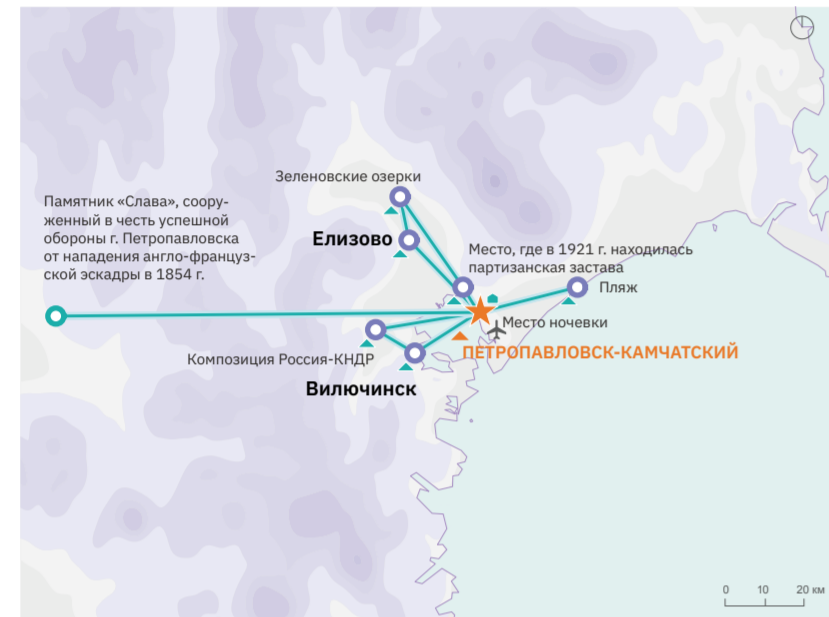 Зеленовские озерки
Памятник «Слава», соору-
женный в честь успешной
обороны г. Петропавловска
от нападения англо-француз-
ской эскадры в 1854 г.
Елизово
Место, где в 1921 г. находилась
партизанская застава
Пляж
Место ночевки
ПЕТРОПАВЛОВСК-КАМЧАТСКИЙ
Композиция Россия-КНДР
Вилючинск
0 10 20 км